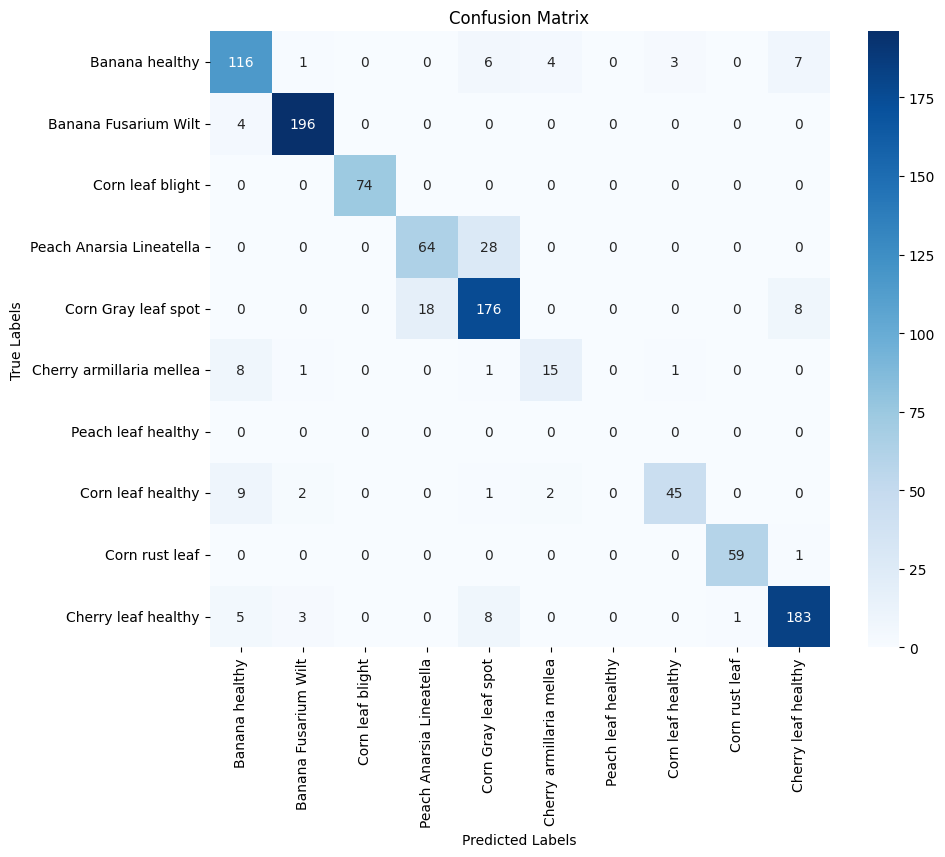 Confusion Matrix
True Labels
Banana healthy 116 1 0 0 6 4 0 3 0 7
Banana Fusarium Wilt 4 196 0 0 0 0 0 0 0 0
Corn leaf blight 0 0 74 0 0 0 0 0 0 0
Peach Anarsia Lineatella 0 0 0 64 28 0 0 0 0 0
Corn Gray leaf spot 0 0 0 18 176 0 0 0 0 8
Cherry armillaria mellea 8 1 0 0 1 15 0 1 0 0
Peach leaf healthy 0 0 0 0 0 0 0 0 0 0
Corn leaf healthy 9 2 0 0 1 2 0 45 0 0
Corn rust leaf 0 0 0 0 0 0 0 0 59 1
Cherry leaf healthy 5 3 0 0 8 0 0 0 1 183
Banana healthy
Banana Fusarium Wilt
Corn leaf blight
Peach Anarsia Lineatella
Corn Gray leaf spot
Cherry armillaria mellea
Peach leaf healthy
Corn leaf healthy
Corn rust leaf
Cherry leaf healthy
Predicted Labels
175
150
125
100
75
50
25
0